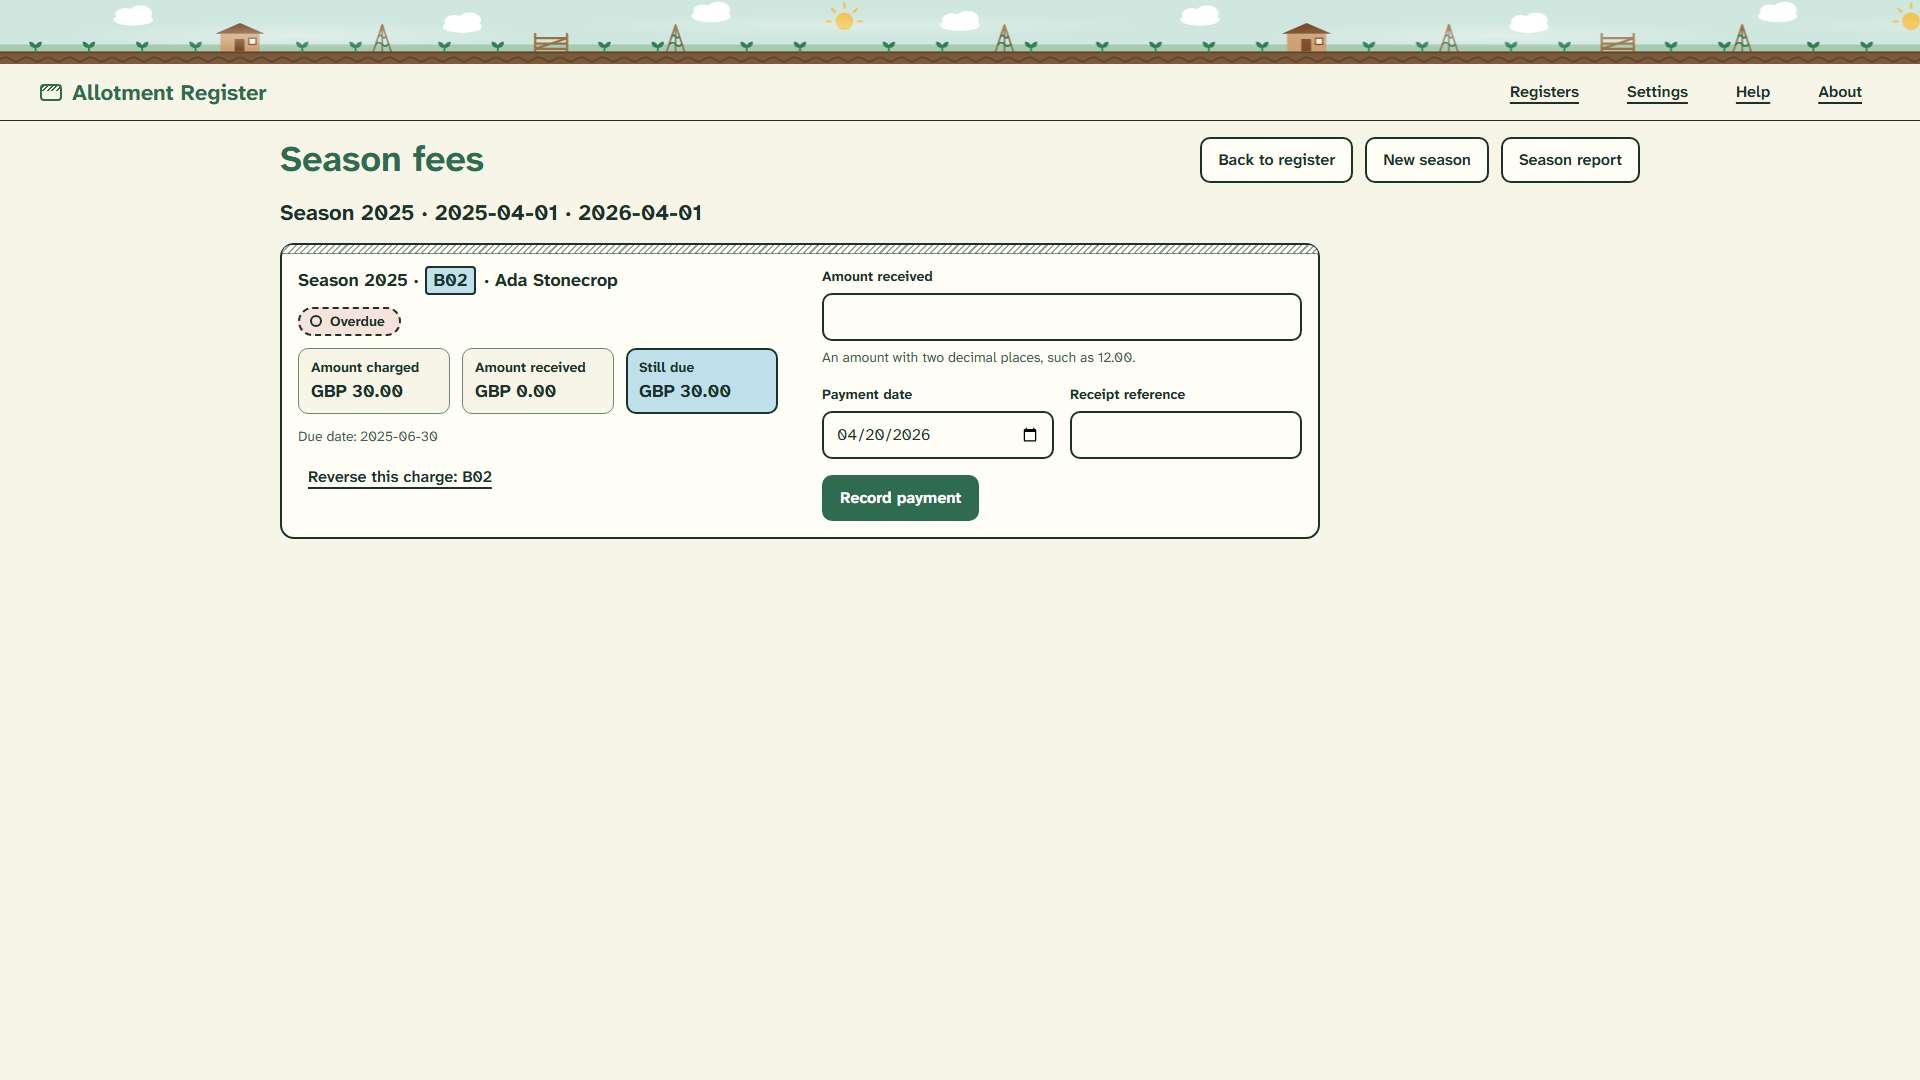 Allotment Register
Registers
Settings
Help
About
Season fees
Back to register
New season
Season report
Season 2025 · 2025-04-01 · 2026-04-01
Season 2025 · B02 · Ada Stonecrop
Overdue
Amount charged
GBP 30.00
Amount received
GBP 0.00
Still due
GBP 30.00
Due date: 2025-06-30
Reverse this charge: B02
Amount received
An amount with two decimal places, such as 12.00.
Payment date
04/20/2026
Receipt reference
Record payment